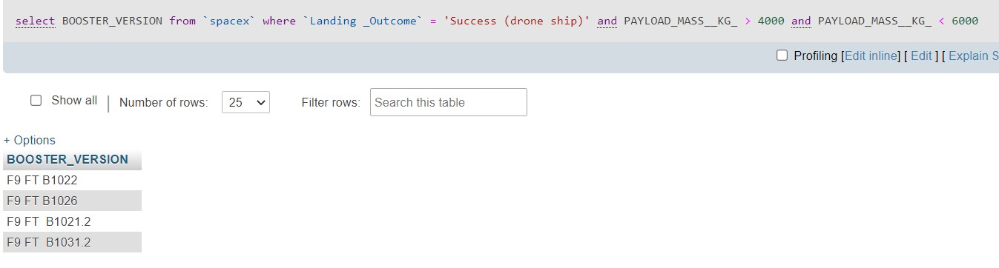 select BOOSTER_VERSION from `spacex` where `Landing _Outcome` = 'Success (drone ship)' and PAYLOAD_MASS__KG_ > 4000 and PAYLOAD_MASS__KG_ < 6000
Profiling [Edit inline] [ Edit ] [ Explain S
Show all | Number of rows: 25 Filter rows: Search this table
+ Options
BOOSTER_VERSION
F9 FT B1022
F9 FT B1026
F9 FT  B1021.2
F9 FT  B1031.2